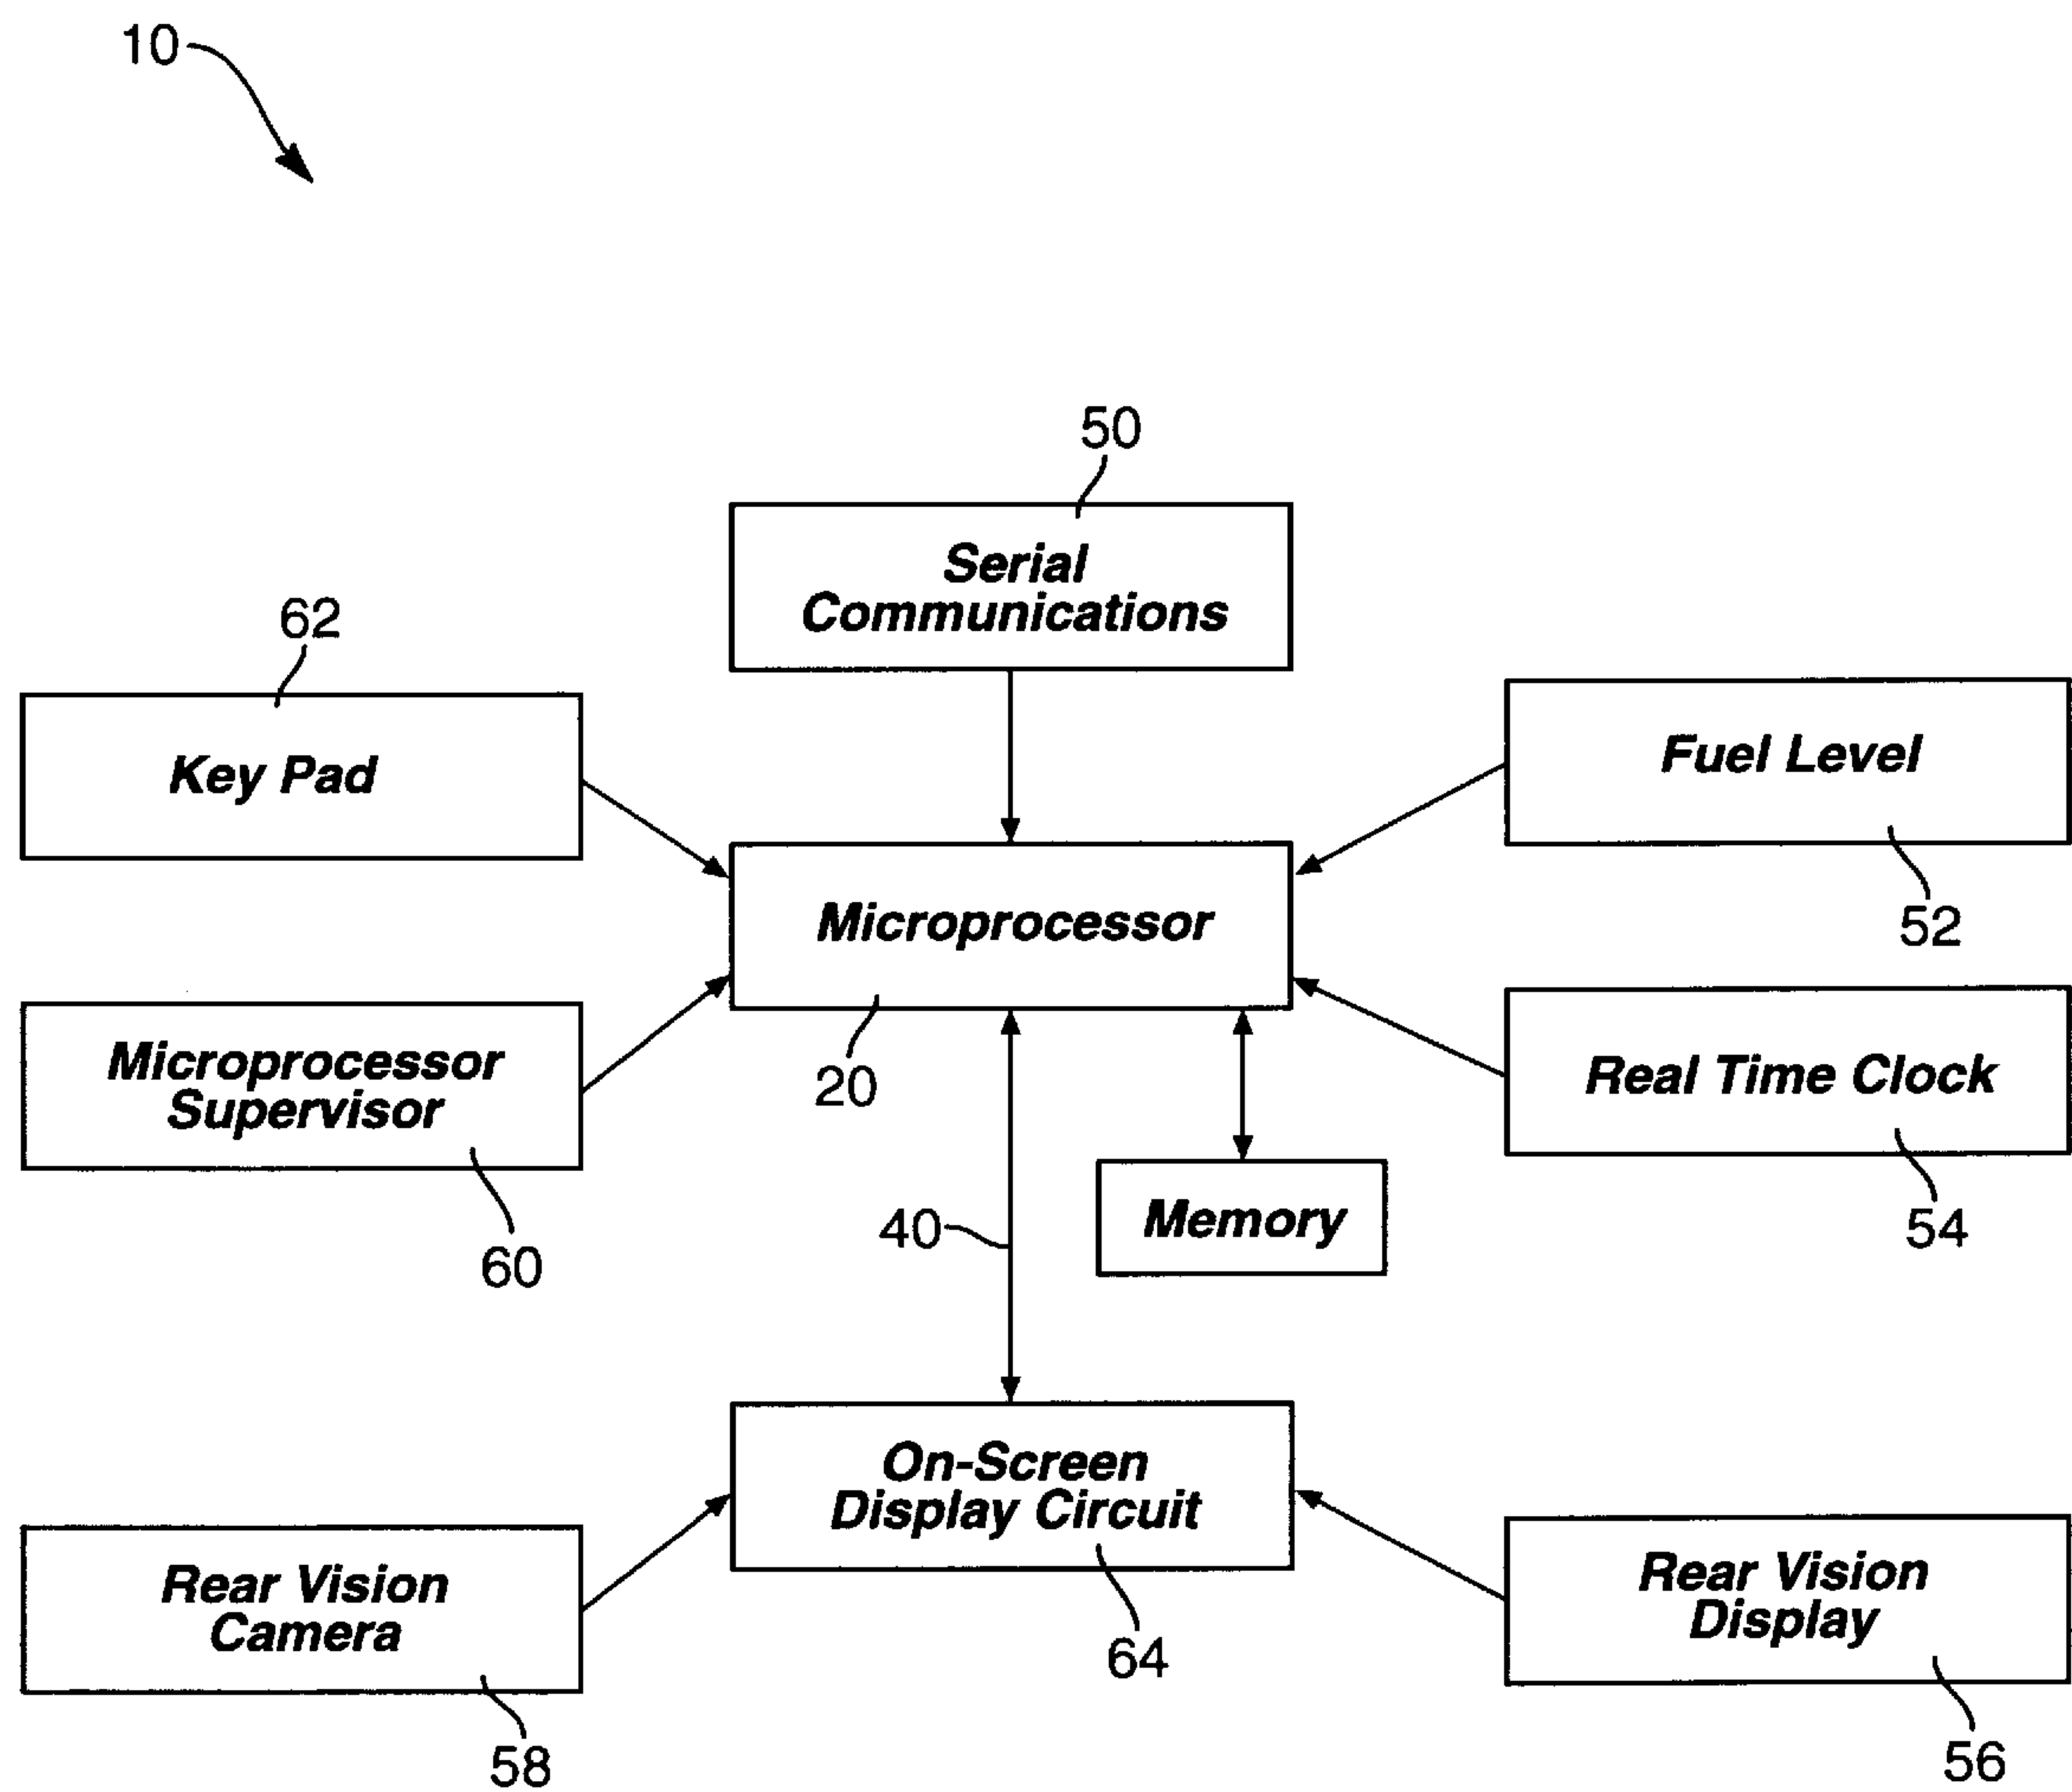 10
50
Serial
Communications
62
Key Pad
Fuel Level
52
Microprocessor
20
Microprocessor
Supervisor
60
Real Time Clock
54
40
Memory
On-Screen
Display Circuit
64
Rear Vision
Camera
58
Rear Vision
Display
56